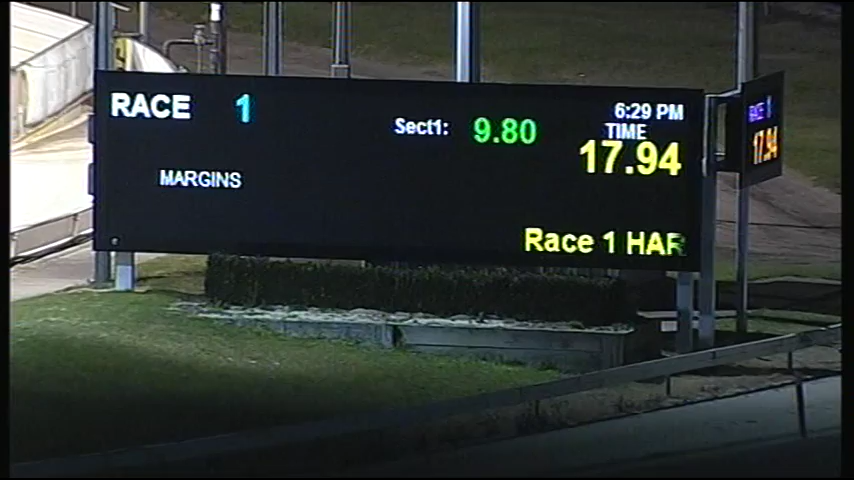 RACE 1
6:29 PM
Sect1: 9.80
TIME
17.94
MARGINS
Race 1 HAR
RACE 1
17.94